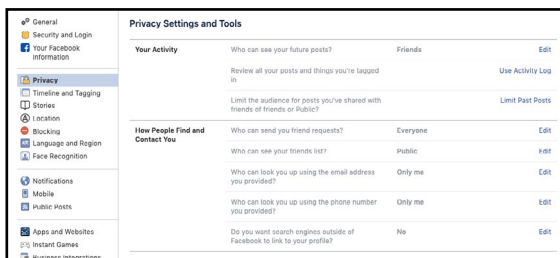 General
Security and Login
Your Facebook
Information
Privacy
Timeline and Tagging
Stories
Location
Blocking
Language and Region
Face Recognition
Notifications
Mobile
Public Posts
Apps and Websites
Instant Games
Business Integrations
Privacy Settings and Tools
Your Activity
Who can see your future posts? Friends Edit
Review all your posts and things you're tagged
in
Use Activity Log
Limit the audience for posts you've shared with
friends of friends or Public?
Limit Past Posts
How People Find and
Contact You
Who can send you friend requests? Everyone Edit
Who can see your friends list? Public Edit
Who can look you up using the email address
you provided?
Only me Edit
Who can look you up using the phone number
you provided?
Only me Edit
Do you want search engines outside of
Facebook to link to your profile?
No Edit